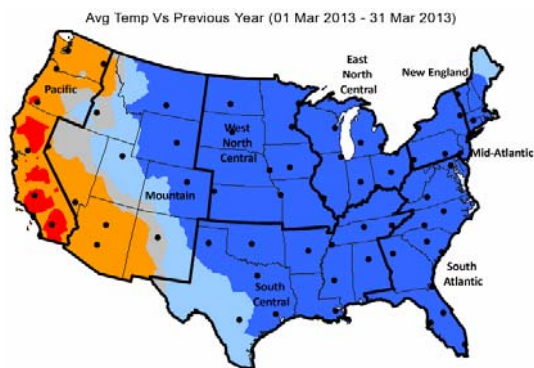 Avg Temp Vs Previous Year (01 Mar 2013 - 31 Mar 2013)
East
North
Central
New England
Pacific
West
North
Central
Mid-Atlantic
Mountain
South
Atlantic
South
Central